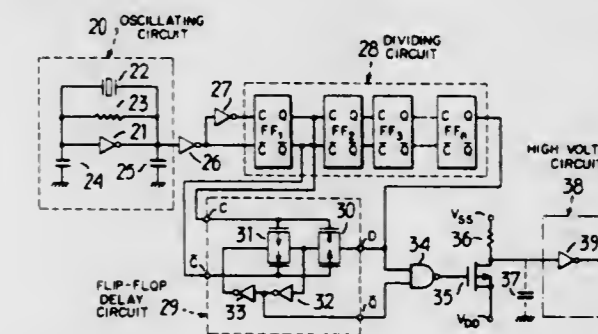 20 OSCILLATING
CIRCUIT
22
23
21
24
25
26
27
28 DIVIDING
CIRCUIT
C Q C Q C Q C Q
FF1 FF2 FF3 FFn
C̄ Q̄ C̄ Q̄ C̄ Q̄ C̄ Q̄
HIGH VOLT
CIRCUIT
38
39
C
31
30
D
C̄
33
32
Q̄
FLIP-FLOP
DELAY
CIRCUIT 29
34
35
VSS
36
37
VDD